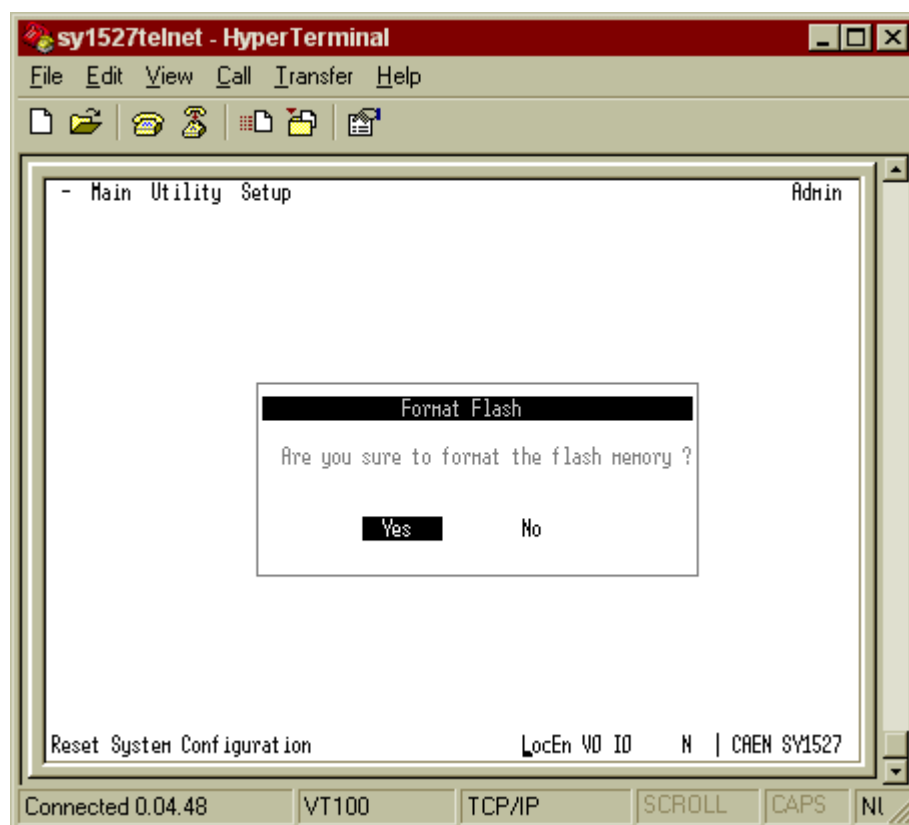 sy1527telnet - HyperTerminal
File Edit View Call Transfer Help
- Main Utility Setup Admin
Format Flash
Are you sure to format the flash memory ?
Yes No
Reset System Configuration LocEn V0 I0 N | CAEN SY1527
Connected 0.04.48 VT100 TCP/IP SCROLL CAPS